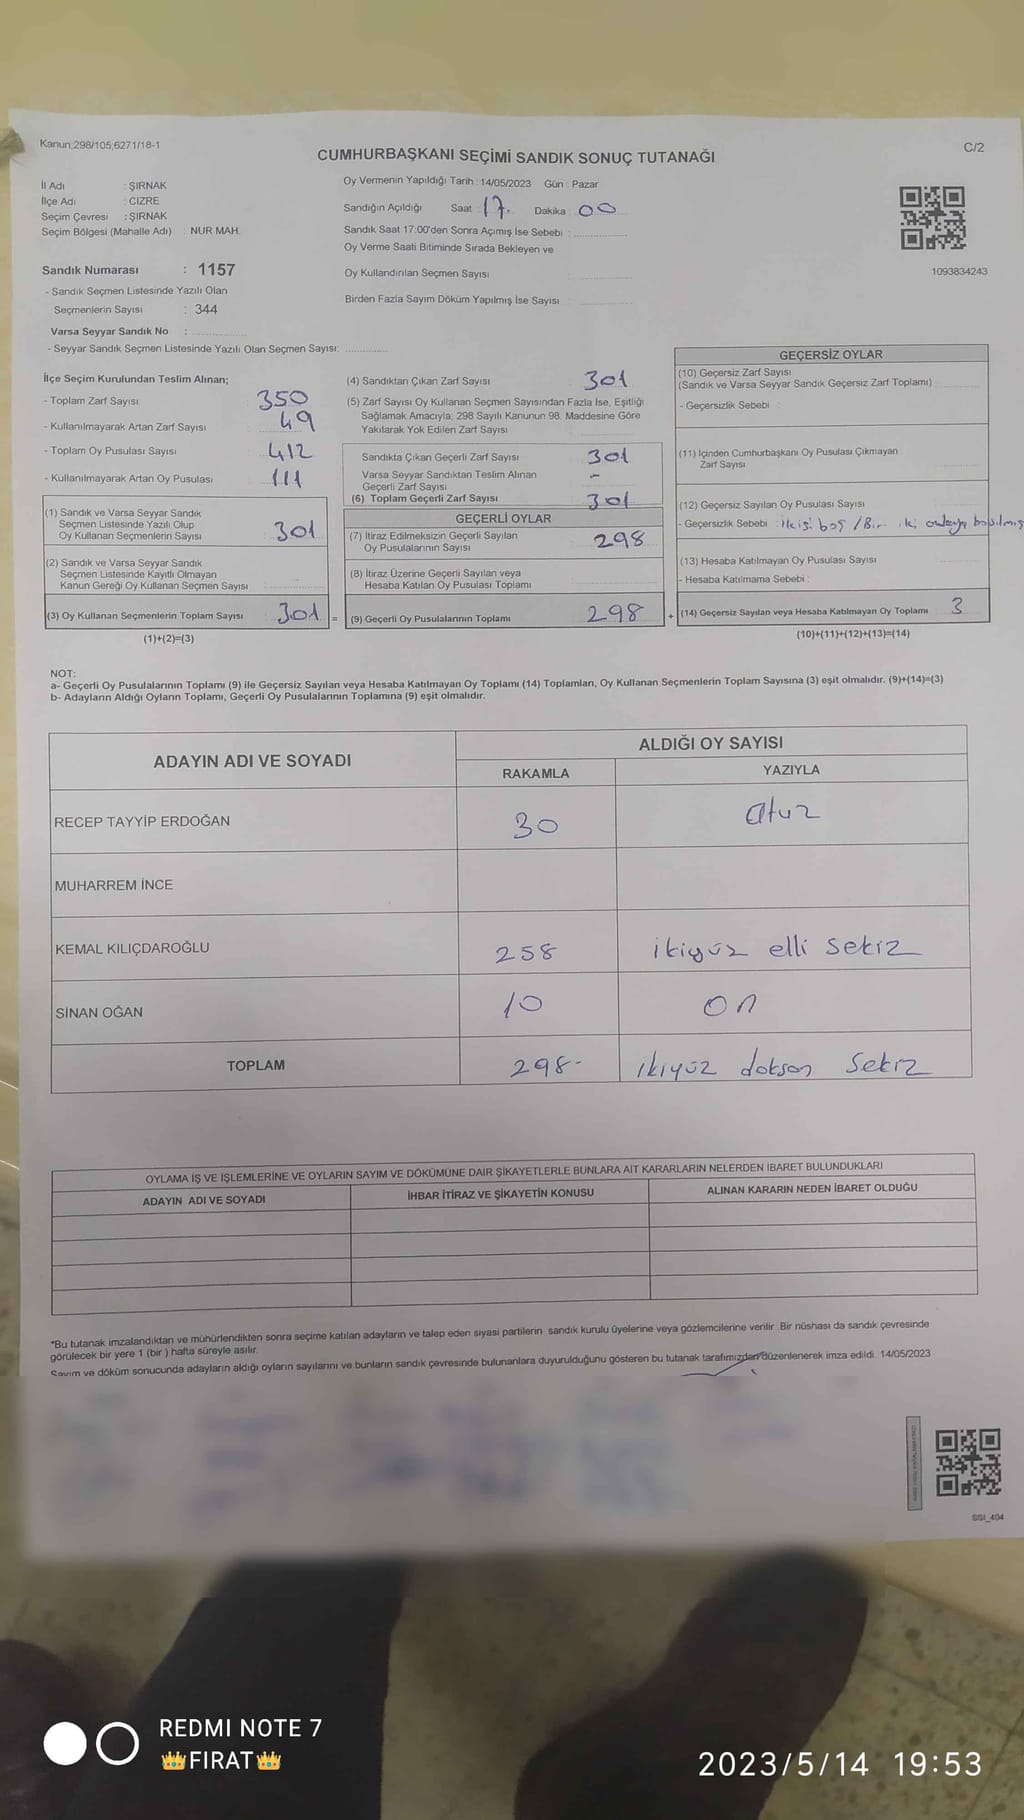 Kanun;298/105;6271/18-1
C/2
CUMHURBAŞKANI SEÇİMİ SANDIK SONUÇ TUTANAĞI
İl Adı : ŞIRNAK
İlçe Adı : CİZRE
Seçim Çevresi : ŞIRNAK
Seçim Bölgesi (Mahalle Adı) : NUR MAH.
Oy Vermenin Yapıldığı Tarih : 14/05/2023 Gün : Pazar
Sandığın Açıldığı Saat : 17. Dakika : 00
Sandık Saat 17:00'den Sonra Açımış İse Sebebi :
Oy Verme Saati Bitiminde Sırada Bekleyen ve
Oy Kullandırılan Seçmen Sayısı :
Birden Fazla Sayım Döküm Yapılmış İse Sayısı :
1093834243
Sandık Numarası : 1157
- Sandık Seçmen Listesinde Yazılı Olan
Seçmenlerin Sayısı : 344
Varsa Seyyar Sandık No :
- Seyyar Sandık Seçmen Listesinde Yazılı Olan Seçmen Sayısı:
İlçe Seçim Kurulundan Teslim Alınan;
- Toplam Zarf Sayısı : 350
- Kullanılmayarak Artan Zarf Sayısı : 49
- Toplam Oy Pusulası Sayısı : 412
- Kullanılmayarak Artan Oy Pusulası : 111
(1) Sandık ve Varsa Seyyar Sandık
Seçmen Listesinde Yazılı Olup
Oy Kullanan Seçmenlerin Sayısı 301
(2) Sandık ve Varsa Seyyar Sandık
Seçmen Listesinde Kayıtlı Olmayan
Kanun Gereği Oy Kullanan Seçmen Sayısı
(3) Oy Kullanan Seçmenlerin Toplam Sayısı 301 =
(1)+(2)=(3)
(4) Sandıktan Çıkan Zarf Sayısı : 301
(5) Zarf Sayısı Oy Kullanan Seçmen Sayısından Fazla İse, Eşitliği
Sağlamak Amacıyla; 298 Sayılı Kanunun 98. Maddesine Göre
Yakılarak Yok Edilen Zarf Sayısı :
Sandıkta Çıkan Geçerli Zarf Sayısı 301
Varsa Seyyar Sandıktan Teslim Alınan
Geçerli Zarf Sayısı -
(6) Toplam Geçerli Zarf Sayısı 301
GEÇERLİ OYLAR
(7) İtiraz Edilmeksizin Geçerli Sayılan
Oy Pusulalarının Sayısı 298
(8) İtiraz Üzerine Geçerli Sayılan veya
Hesaba Katılan Oy Pusulası Toplamı
(9) Geçerli Oy Pusulalarının Toplamı 298 +
GEÇERSİZ OYLAR
(10) Geçersiz Zarf Sayısı
(Sandık ve Varsa Seyyar Sandık Geçersiz Zarf Toplamı)
- Geçersizlik Sebebi :
(11) İçinden Cumhurbaşkanı Oy Pusulası Çıkmayan
Zarf Sayısı
(12) Geçersiz Sayılan Oy Pusulası Sayısı
- Geçersizlik Sebebi : ikisi boş / Bir iki adaya basılmış
(13) Hesaba Katılmayan Oy Pusulası Sayısı
- Hesaba Katılmama Sebebi :
(14) Geçersiz Sayılan veya Hesaba Katılmayan Oy Toplamı 3
(10)+(11)+(12)+(13)=(14)
NOT:
a- Geçerli Oy Pusulalarının Toplamı (9) ile Geçersiz Sayılan veya Hesaba Katılmayan Oy Toplamı (14) Toplamları, Oy Kullanan Seçmenlerin Toplam Sayısına (3) eşit olmalıdır. (9)+(14)=(3)
b- Adayların Aldığı Oyların Toplamı, Geçerli Oy Pusulalarının Toplamına (9) eşit olmalıdır.
ADAYIN ADI VE SOYADI
ALDIĞI OY SAYISI
RAKAMLA YAZIYLA
RECEP TAYYİP ERDOĞAN 30 otuz
MUHARREM İNCE
KEMAL KILIÇDAROĞLU 258 ikiyüz elli sekiz
SİNAN OĞAN 10 on
TOPLAM 298- ikiyüz doksan sekiz
OYLAMA İŞ VE İŞLEMLERİNE VE OYLARIN SAYIM VE DÖKÜMÜNE DAİR ŞİKAYETLERLE BUNLARA AİT KARARLARIN NELERDEN İBARET BULUNDUKLARI
ADAYIN ADI VE SOYADI İHBAR İTİRAZ VE ŞİKAYETİN KONUSU ALINAN KARARIN NEDEN İBARET OLDUĞU
*Bu tutanak imzalandıktan ve mühürlendikten sonra seçime katılan adayların ve talep eden siyasi partilerin sandık kurulu üyelerine veya gözlemcilerine verilir. Bir nüshası da sandık çevresinde
görülecek bir yere 1 (bir) hafta süreyle asılır.
Sayım ve döküm sonucunda adayların aldığı oyların sayılarını ve bunların sandık çevresinde bulunanlara duyurulduğunu gösteren bu tutanak tarafımızdan düzenlenerek imza edildi. 14/05/2023
SSI_404
REDMI NOTE 7
👑FIRAT👑
2023/5/14 19:53